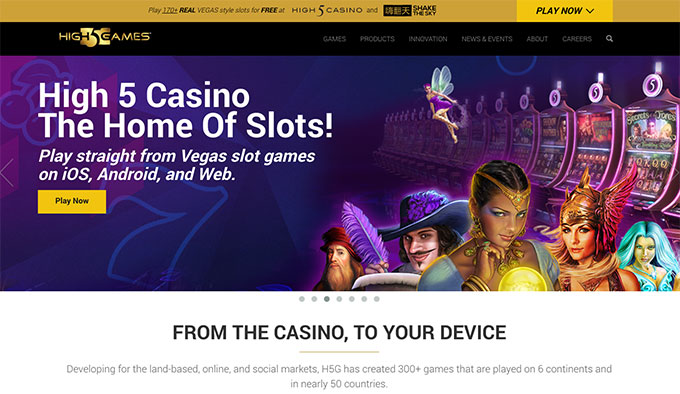 Play 170+ REAL VEGAS style slots for FREE at HIGH 5 CASINO and 嗨翻天 SHAKE THE SKY PLAY NOW
HIGH 5 GAMES
GAMES PRODUCTS INNOVATION NEWS & EVENTS ABOUT CAREERS
High 5 Casino
The Home Of Slots!
Play straight from Vegas slot games
on iOS, Android, and Web.
Play Now
FROM THE CASINO, TO YOUR DEVICE
Developing for the land-based, online, and social markets, H5G has created 300+ games that are played on 6 continents and
in nearly 50 countries.